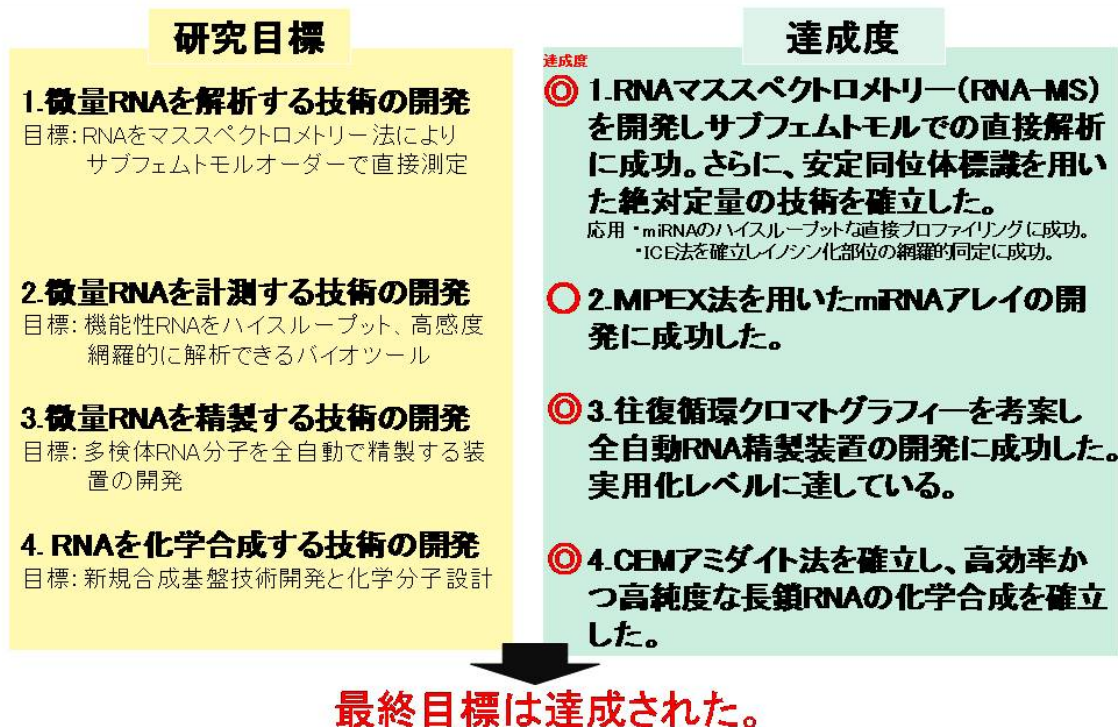 研究目標
1.微量RNAを解析する技術の開発
目標:RNAをマススペクトロメトリー法により
サブフェムトモルオーダーで直接測定
2.微量RNAを計測する技術の開発
目標:機能性RNAをハイスループット、高感度
網羅的に解析できるバイオツール
3.微量RNAを精製する技術の開発
目標:多検体RNA分子を全自動で精製する装
置の開発
4. RNAを化学合成する技術の開発
目標:新規合成基盤技術開発と化学分子設計
達成度
達成度
◎ 1.RNAマススペクトロメトリー(RNA-MS)
を開発しサブフェムトモルでの直接解析
に成功。さらに、安定同位体標識を用い
た絶対定量の技術を確立した。
応用 ・miRNAのハイスループットな直接プロファイリングに成功。
・ICE法を確立しイノシン化部位の網羅的同定に成功。
○ 2.MPEX法を用いたmiRNAアレイの開
発に成功した。
◎ 3.往復循環クロマトグラフィーを考案し
全自動RNA精製装置の開発に成功した。
実用化レベルに達している。
◎ 4.CEMアミダイト法を確立し、高効率か
つ高純度な長鎖RNAの化学合成を確立
した。
最終目標は達成された。